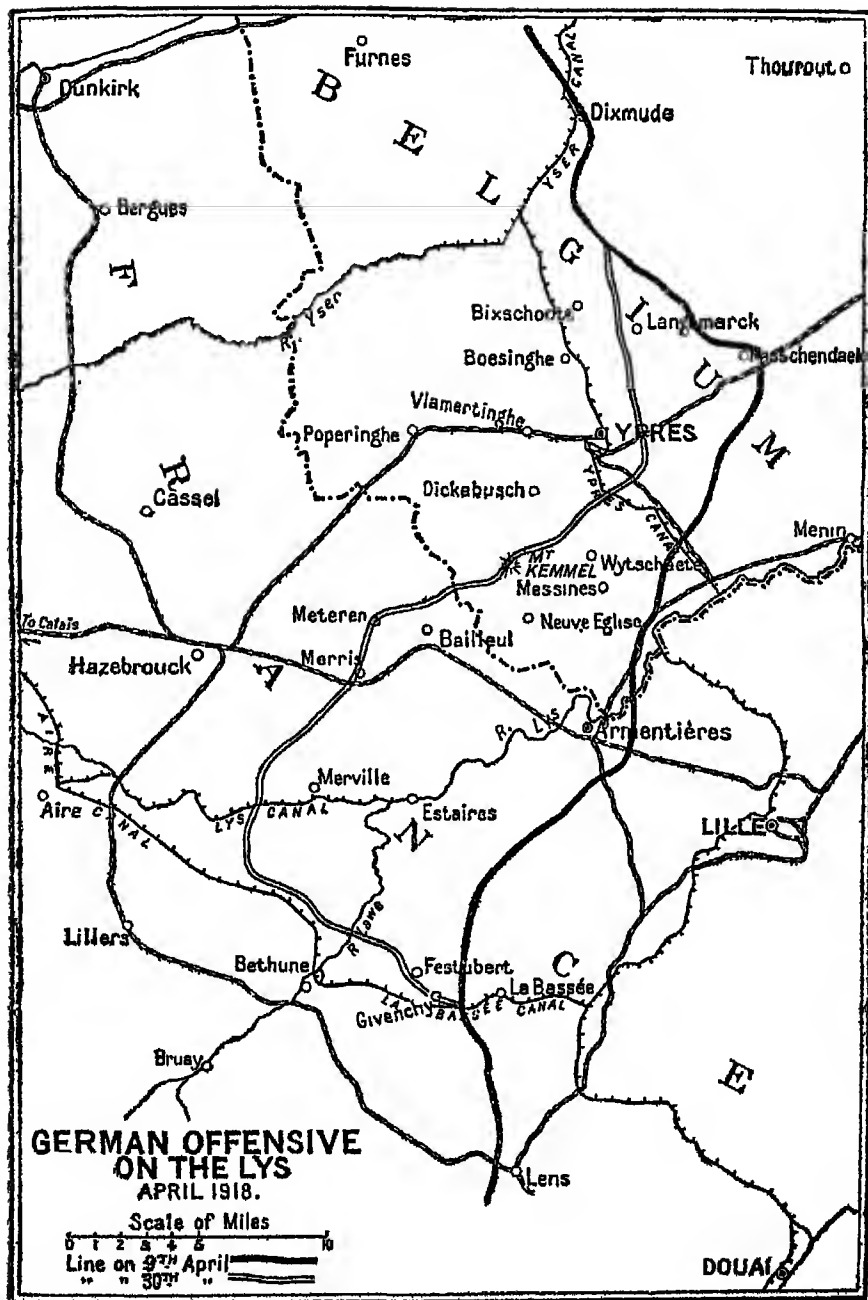 Furnes
Dunkirk
Thourout
CANAL
Dixmude
YSER
Bergues
BELGIUM
R. Yser
Bixschoote
Langemarck
Boesinghe
Passchendaele
Vlamertinghe
Poperinghe
YPRES
Cassel
Dickebusch
YPRES CANAL
Menin
MT KEMMEL
Wytschaete
Messines
Meteren
Neuve Eglise
To Calais
Bailleul
Hazebrouck
Merris
FRANCE
R. LYS
Armentières
AIRE CANAL
Merville
Aire
LYS CANAL
Estaires
LILLE
R Lawe
Lillers
Bethune
Festubert
La Bassée
Givenchy
LA BASSÉE CANAL
Bruay
GERMAN OFFENSIVE
ON THE LYS
APRIL 1918.
Lens
Scale of Miles
0 1 2 3 4 5 10
Line on 9TH April
" " 30TH "
DOUAI